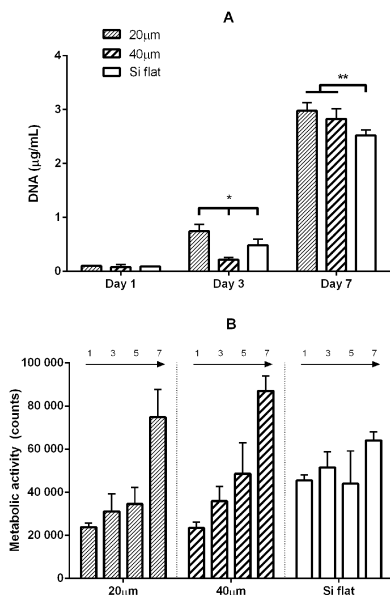 A
20μm
40μm
Si flat
DNA (μg/mL)
4
3
2
1
0
*
**
Day 1 Day 3 Day 7
B
Metabolic activity (counts)
1 3 5 7 1 3 5 7 1 3 5 7
100 000
80 000
60 000
40 000
20 000
0
20μm 40μm Si flat